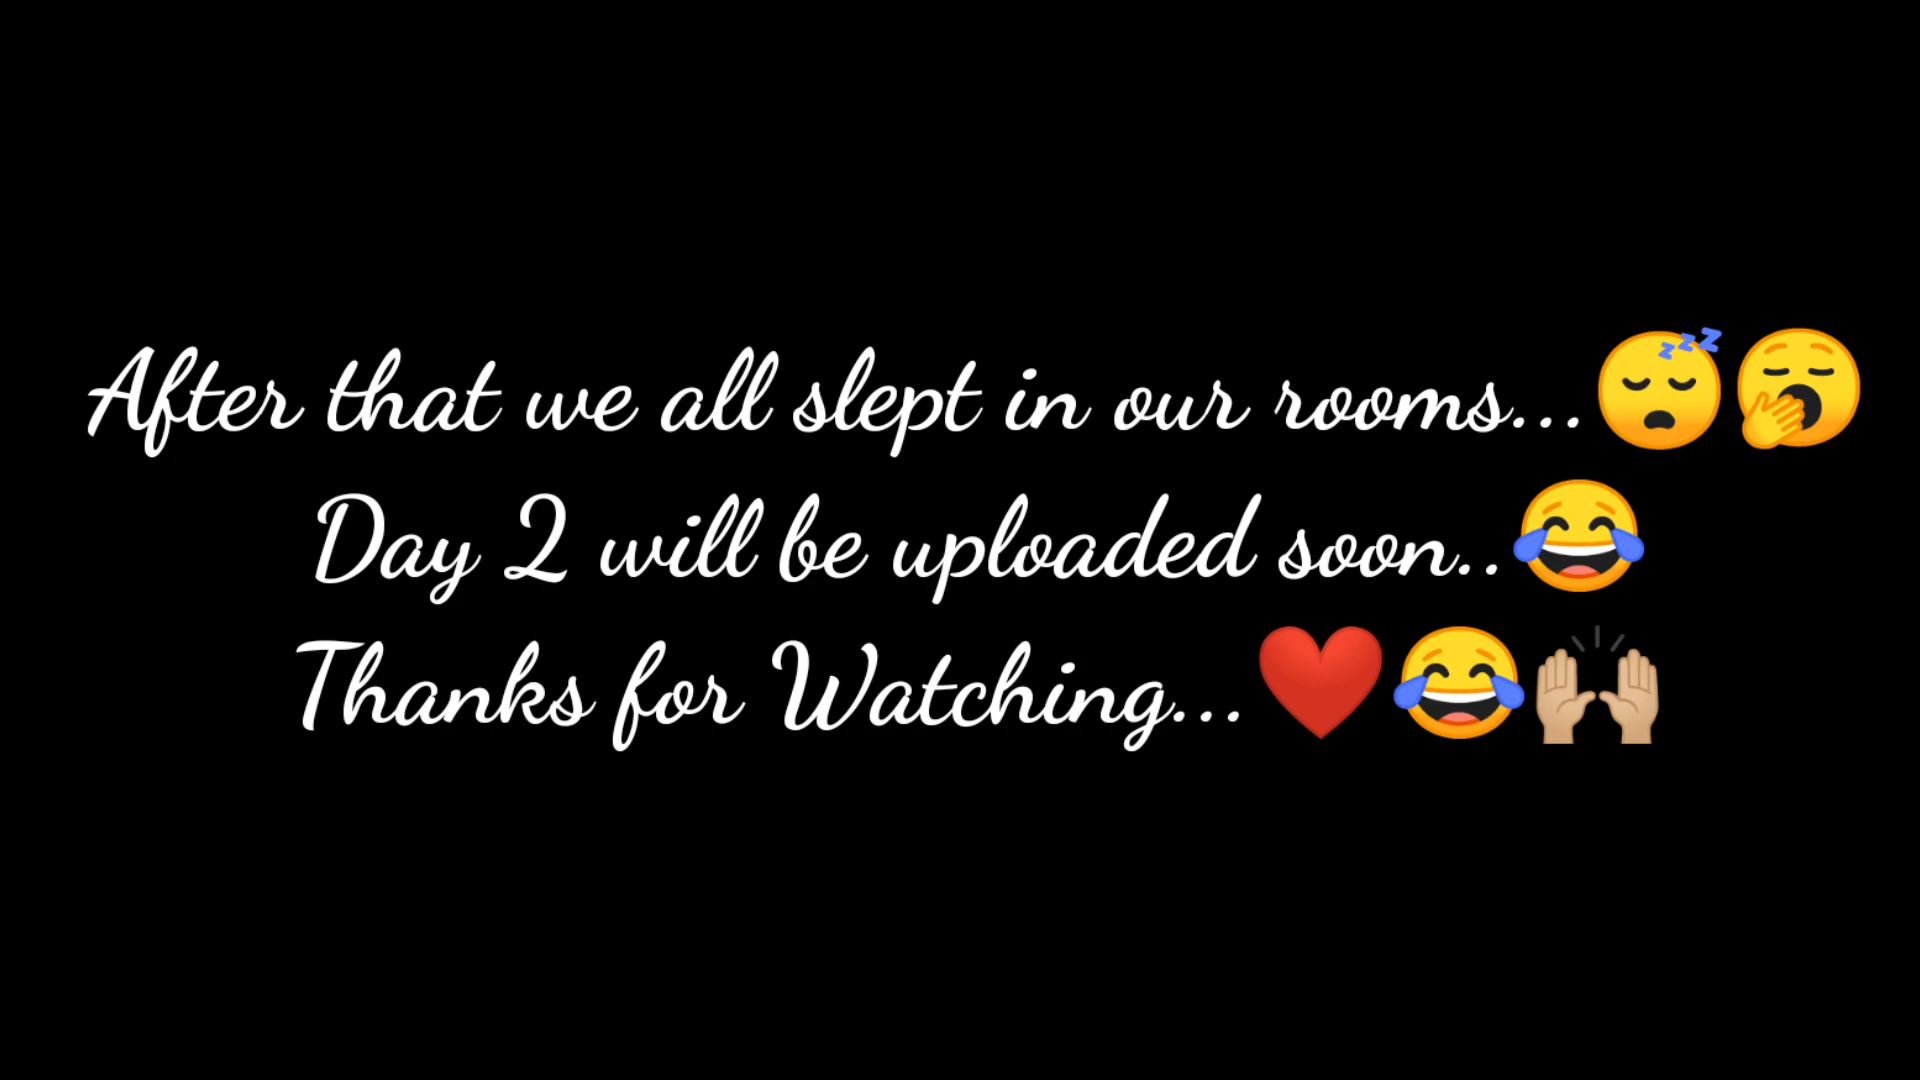 After that we all slept in our rooms...😴🥱
Day 2 will be uploaded soon..😂
Thanks for Watching...❤️😂🙌🏼